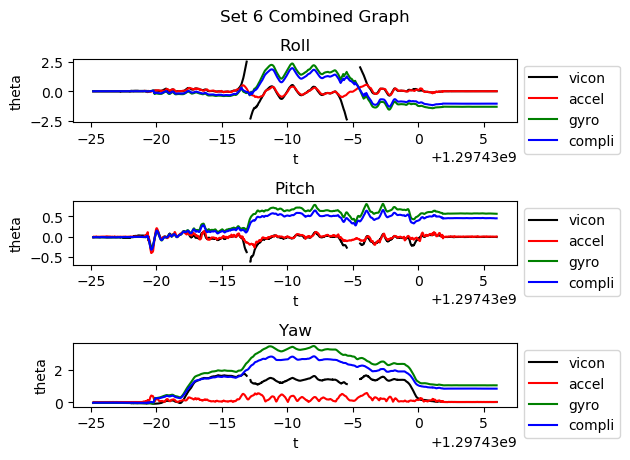 Set 6 Combined Graph
Roll
2.5
0.0
−2.5
theta
−25 −20 −15 −10 −5 0 5
t
+1.29743e9
vicon
accel
gyro
compli
Pitch
0.5
0.0
−0.5
theta
−25 −20 −15 −10 −5 0 5
t
+1.29743e9
vicon
accel
gyro
compli
Yaw
2
0
theta
−25 −20 −15 −10 −5 0 5
t
+1.29743e9
vicon
accel
gyro
compli